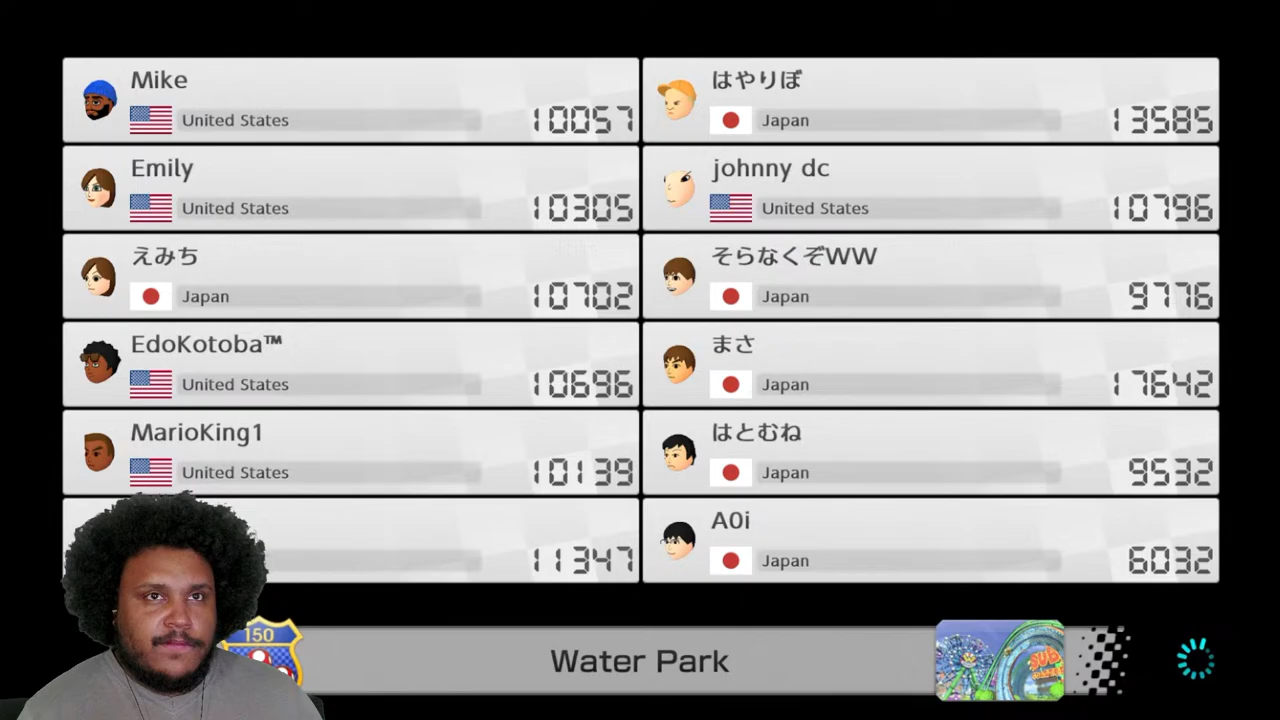 Mike
United States
10057
はやりぼ
Japan
13585
Emily
United States
10305
johnny dc
United States
10796
えみち
Japan
10702
そらなくぞWW
Japan
9776
EdoKotoba™
United States
10696
まさ
Japan
17642
MarioKing1
United States
10139
はとむね
Japan
9532
11347
A0i
Japan
6032
150
Water Park
SUB